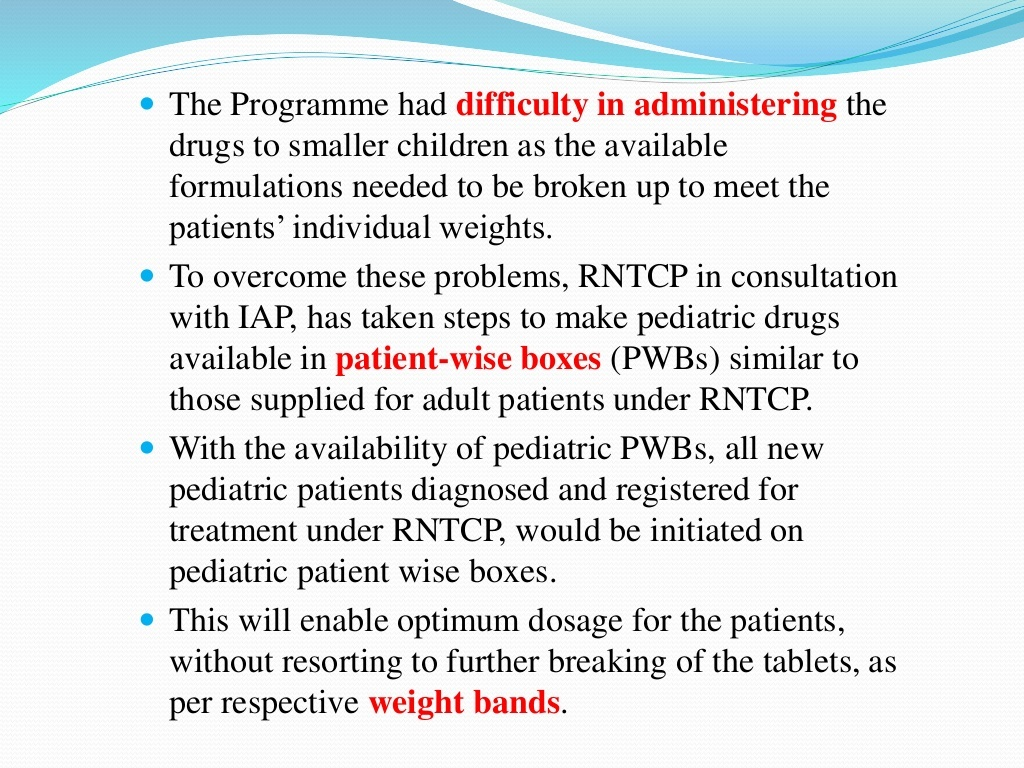 • The Programme had difficulty in administering the
drugs to smaller children as the available
formulations needed to be broken up to meet the
patients’ individual weights.
• To overcome these problems, RNTCP in consultation
with IAP, has taken steps to make pediatric drugs
available in patient-wise boxes (PWBs) similar to
those supplied for adult patients under RNTCP.
• With the availability of pediatric PWBs, all new
pediatric patients diagnosed and registered for
treatment under RNTCP, would be initiated on
pediatric patient wise boxes.
• This will enable optimum dosage for the patients,
without resorting to further breaking of the tablets, as
per respective weight bands.